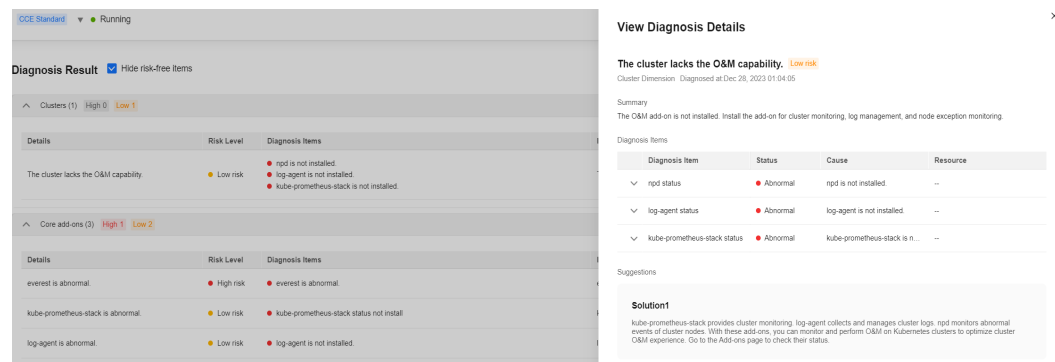 CCE Standard Running
Diagnosis Result Hide risk-free items
Clusters (1) High 0 Low 1
Details Risk Level Diagnosis Items
The cluster lacks the O&M capability. Low risk
npd is not installed.
log-agent is not installed.
kube-prometheus-stack is not installed.
Core add-ons (3) High 1 Low 2
Details Risk Level Diagnosis Items
everest is abnormal. High risk everest is abnormal.
kube-prometheus-stack is abnormal. Low risk kube-prometheus-stack status not install
log-agent is abnormal. Low risk log-agent is not installed.
View Diagnosis Details
The cluster lacks the O&M capability. Low risk
Cluster Dimension Diagnosed at:Dec 28, 2023 01:04:05
Summary
The O&M add-on is not installed. Install the add-on for cluster monitoring, log management, and node exception monitoring.
Diagnosis Items
Diagnosis Item Status Cause Resource
npd status Abnormal npd is not installed. --
log-agent status Abnormal log-agent is not installed. --
kube-prometheus-stack status Abnormal kube-prometheus-stack is n... --
Suggestions
Solution1
kube-prometheus-stack provides cluster monitoring. log-agent collects and manages cluster logs. npd monitors abnormal
events of cluster nodes. With these add-ons, you can monitor and perform O&M on Kubernetes clusters to optimize cluster
O&M experience. Go to the Add-ons page to check their status.